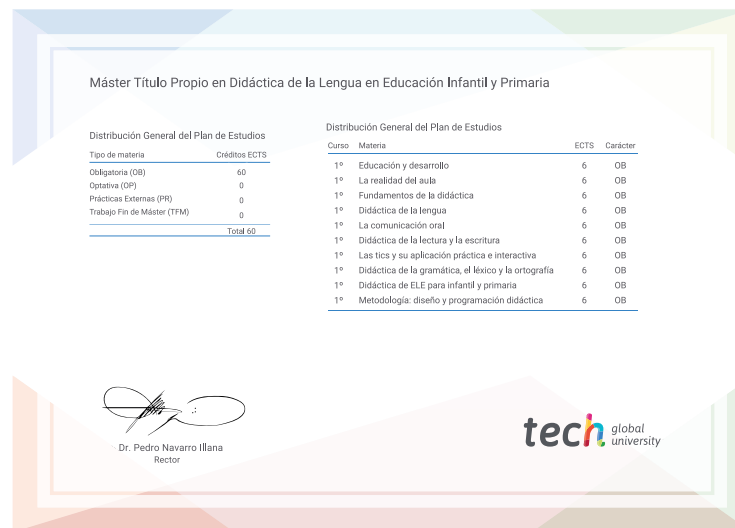 Máster Título Propio en Didáctica de la Lengua en Educación Infantil y Primaria
Distribución General del Plan de Estudios
Tipo de materia Créditos ECTS
Obligatoria (OB) 60
Optativa (OP) 0
Prácticas Externas (PR) 0
Trabajo Fin de Máster (TFM) 0
Total 60
Distribución General del Plan de Estudios
Curso Materia ECTS Carácter
1º Educación y desarrollo 6 OB
1º La realidad del aula 6 OB
1º Fundamentos de la didáctica 6 OB
1º Didáctica de la lengua 6 OB
1º La comunicación oral 6 OB
1º Didáctica de la lectura y la escritura 6 OB
1º Las tics y su aplicación práctica e interactiva 6 OB
1º Didáctica de la gramática, el léxico y la ortografía 6 OB
1º Didáctica de ELE para infantil y primaria 6 OB
1º Metodología: diseño y programación didáctica 6 OB
Dr. Pedro Navarro Illana
Rector
tech global university